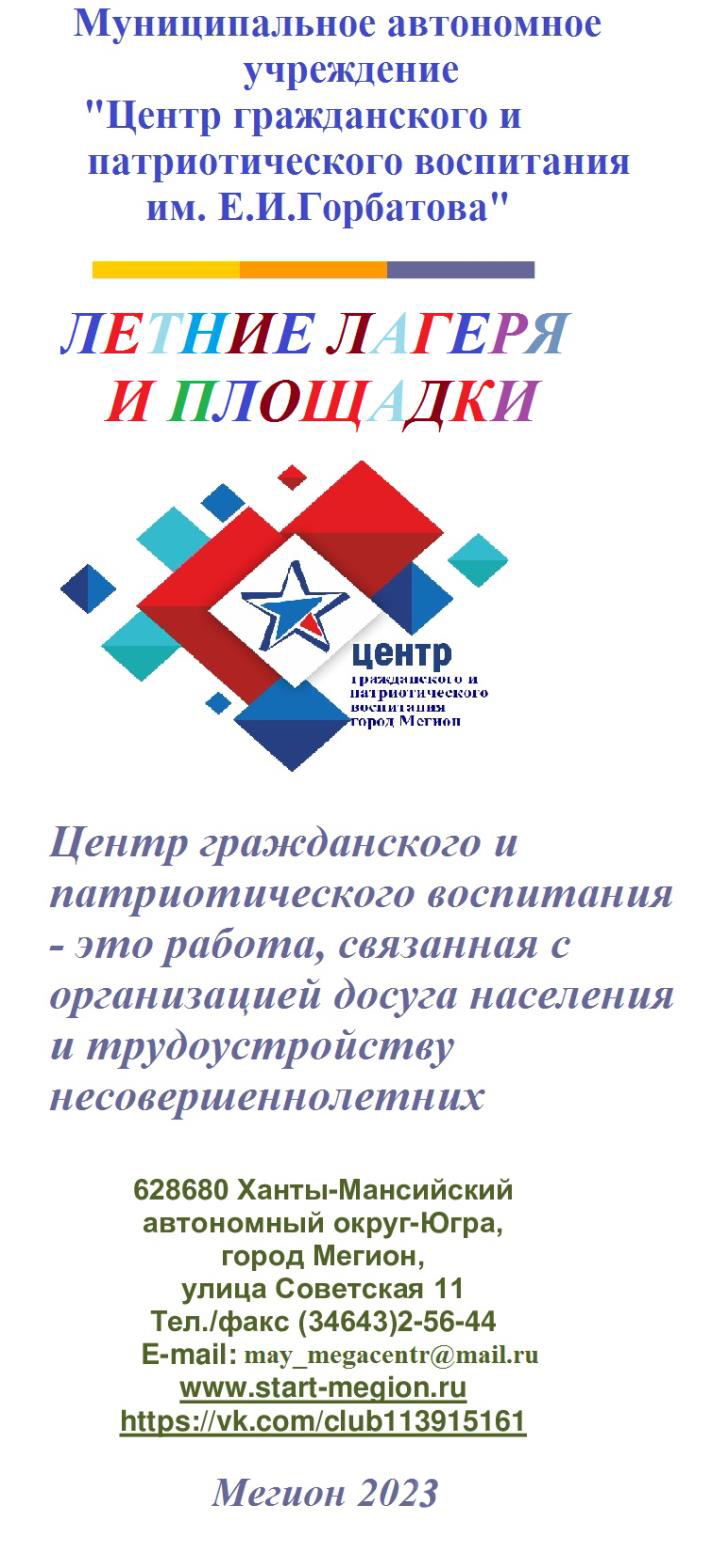 Муниципальное автономное
учреждение
"Центр гражданского и
патриотического воспитания
им. Е.И.Горбатова"
ЛЕТНИЕ ЛАГЕРЯ
И ПЛОЩАДКИ
центр
гражданского и
патриотического
воспитания
город Мегион
Центр гражданского и
патриотического воспитания
- это работа, связанная с
организацией досуга населения
и трудоустройству
несовершеннолетних
628680 Ханты-Мансийский
автономный округ-Югра,
город Мегион,
улица Советская 11
Тел./факс (34643)2-56-44
E-mail: may_megacentr@mail.ru
www.start-megion.ru
https://vk.com/club113915161
Мегион 2023